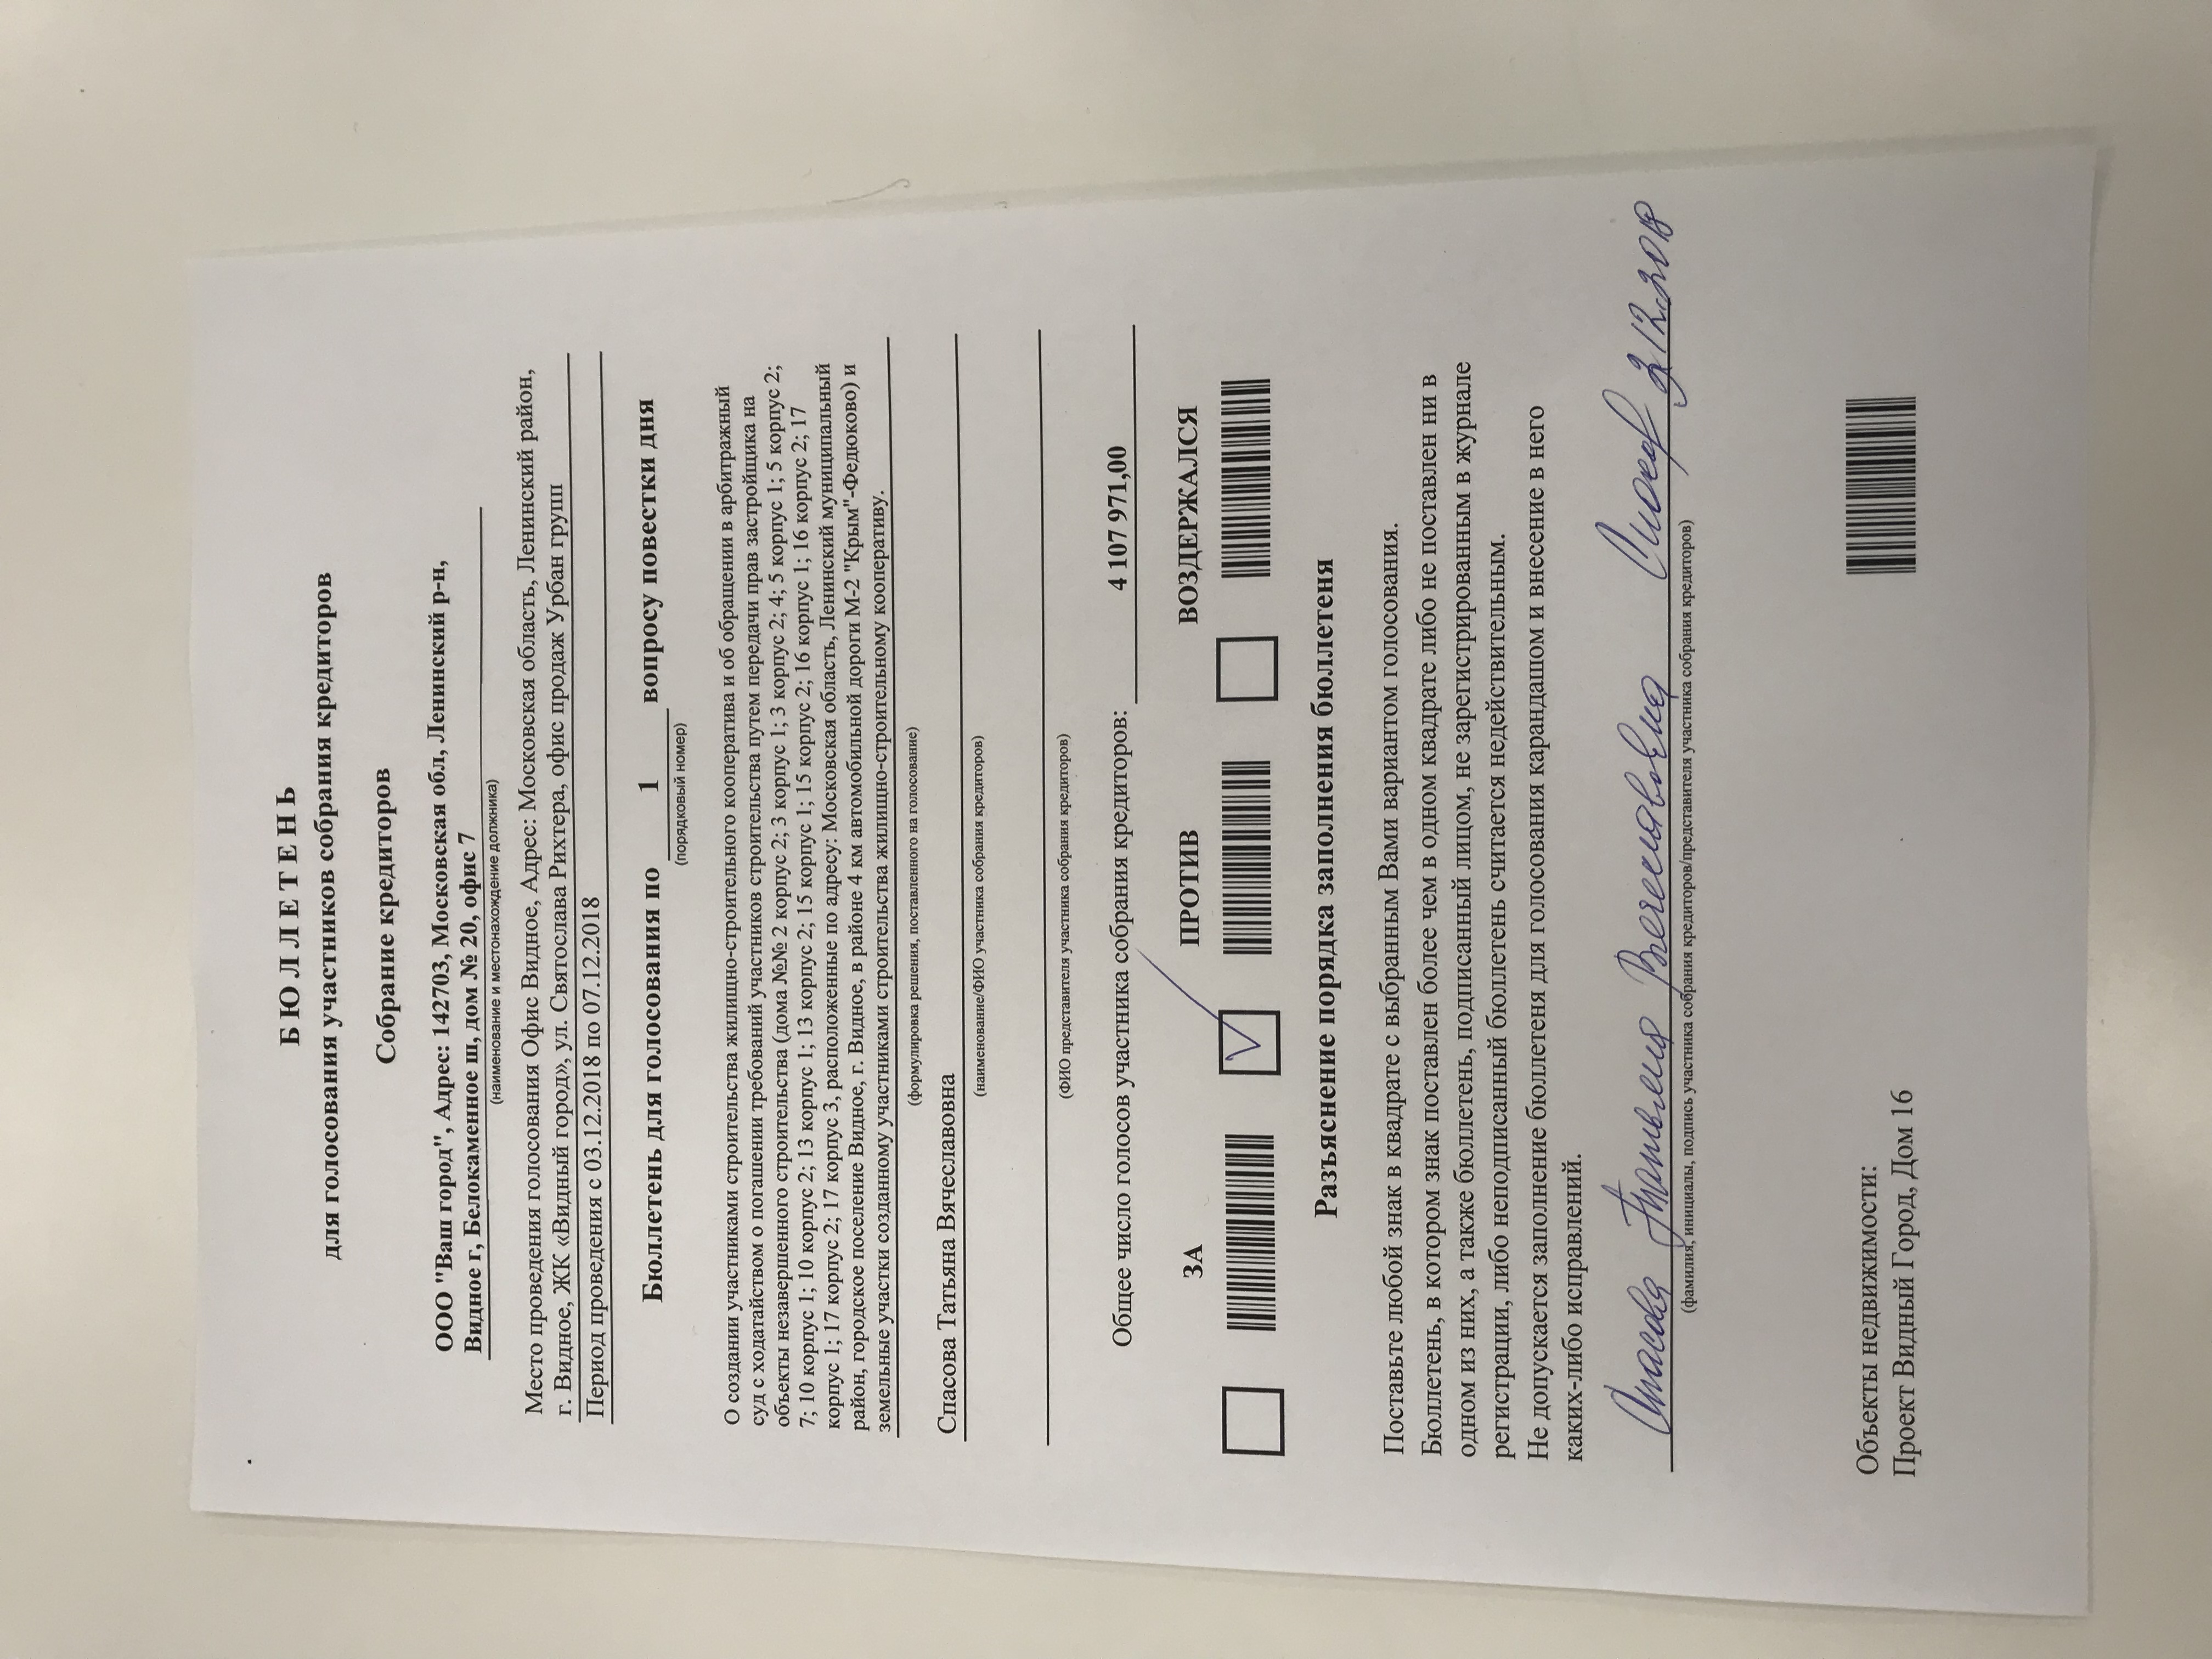 БЮЛЛЕТЕНЬ
для голосования участников собрания кредиторов
Собрание кредиторов
ООО "Ваш город", Адрес: 142703, Московская обл, Ленинский р-н,
Видное г, Белокаменное ш, дом № 20, офис 7
(наименование и местонахождение должника)
Место проведения голосования Офис Видное, Адрес: Московская область, Ленинский район,
г. Видное, ЖК «Видный город», ул. Святослава Рихтера, офис продаж Урбан групп
Период проведения с 03.12.2018 по 07.12.2018
Бюллетень для голосования по 1 вопросу повестки дня
(порядковый номер)
О создании участниками строительства жилищно-строительного кооператива и об обращении в арбитражный
суд с ходатайством о погашении требований участников строительства путем передачи прав застройщика на
объекты незавершенного строительства (дома №№ 2 корпус 2; 3 корпус 1; 3 корпус 2; 4; 5 корпус 1; 5 корпус 2;
7; 10 корпус 1; 10 корпус 2; 13 корпус 1; 13 корпус 2; 15 корпус 1; 15 корпус 2; 16 корпус 1; 16 корпус 2; 17
корпус 1; 17 корпус 2; 17 корпус 3, расположенные по адресу: Московская область, Ленинский муниципальный
район, городское поселение Видное, г. Видное, в районе 4 км автомобильной дороги М-2 "Крым"-Федюково) и
земельные участки созданному участниками строительства жилищно-строительному кооперативу.
(формулировка решения, поставленного на голосование)
Спасова Татьяна Вячеславовна
(наименование/ФИО участника собрания кредиторов)
(ФИО представителя участника собрания кредиторов)
Общее число голосов участника собрания кредиторов: 4 107 971,00
ЗА ПРОТИВ ВОЗДЕРЖАЛСЯ
Разъяснение порядка заполнения бюллетеня
Поставьте любой знак в квадрате с выбранным Вами вариантом голосования.
Бюллетень, в котором знак поставлен более чем в одном квадрате либо не поставлен ни в
одном из них, а также бюллетень, подписанный лицом, не зарегистрированным в журнале
регистрации, либо неподписанный бюллетень считается недействительным.
Не допускается заполнение бюллетеня для голосования карандашом и внесение в него
каких-либо исправлений.
Спасова Татьяна Вячеславовна 12.2018
(фамилия, инициалы, подпись участника собрания кредиторов/представителя участника собрания кредиторов)
Объекты недвижимости:
Проект Видный Город, Дом 16